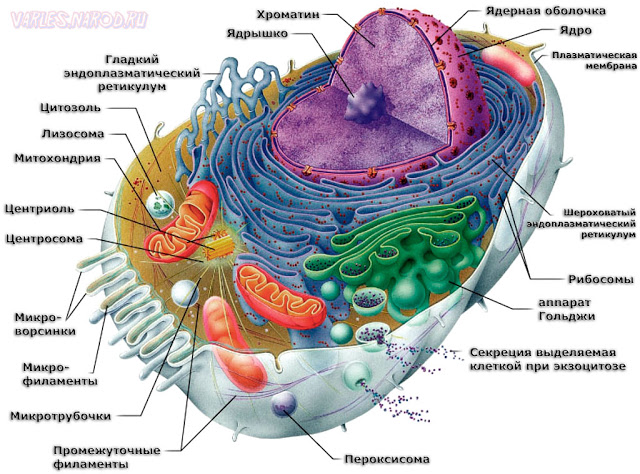 VARLES.NAROD.RU
Хроматин
Ядрышко
Ядерная оболочка
Ядро
Плазматическая
мембрана
Гладкий
эндоплазматический
ретикулум
Цитозоль
Лизосома
Митохондрия
Центриоль
Центросома
Микро-
ворсинки
Микро-
филаменты
Микротрубочки
Промежуточные
филаменты
Пероксисома
Шероховатый
эндоплазматический
ретикулум
Рибосомы
аппарат
Гольджи
Секреция выделяемая
клеткой при экзоцитозе